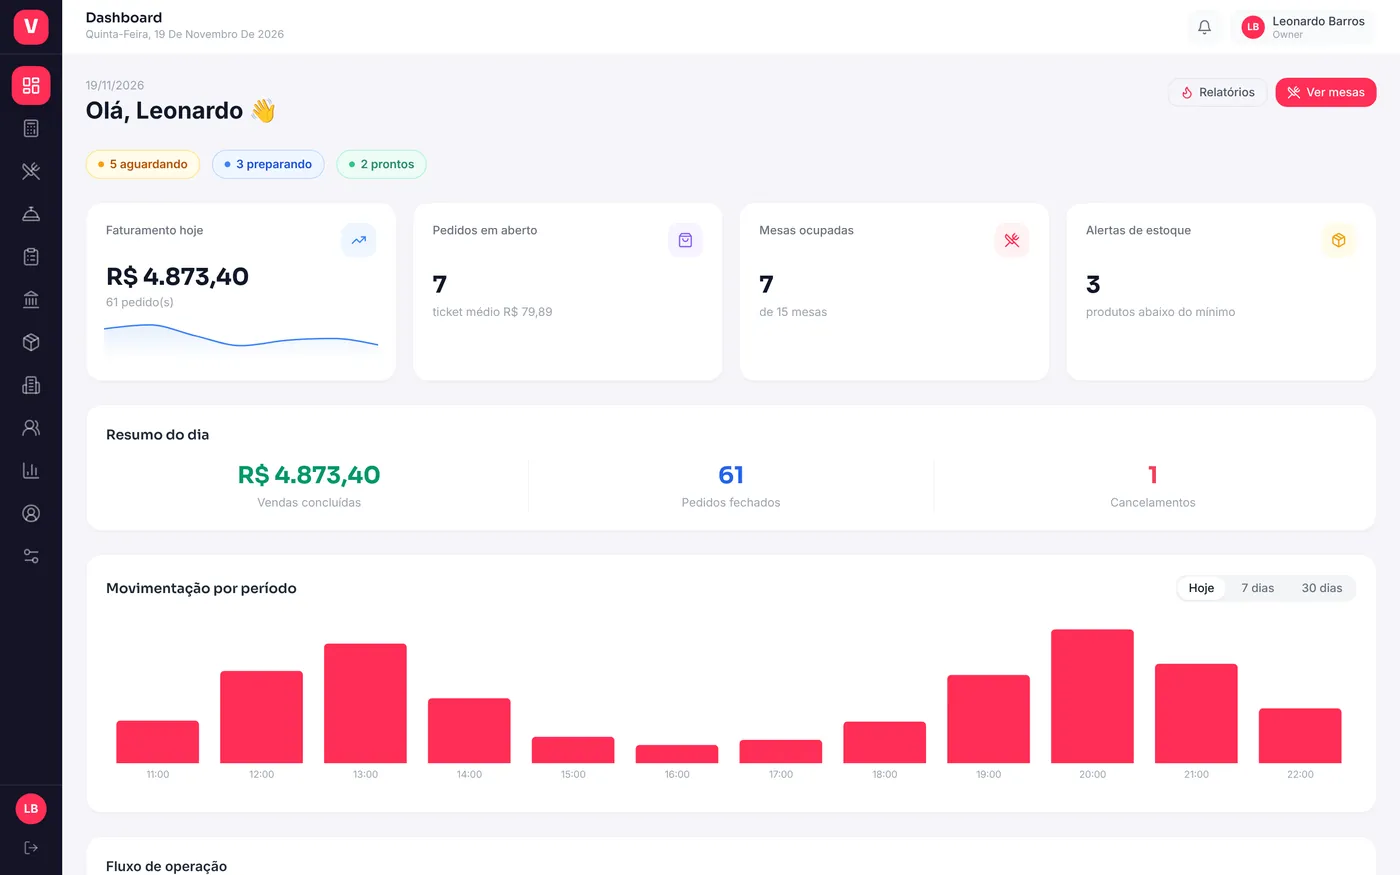 V
Dashboard
Quinta-Feira, 19 De Novembro De 2026
LB
Leonardo Barros
Owner
19/11/2026
Olá, Leonardo 👋
Relatórios
Ver mesas
5 aguardando
3 preparando
2 prontos
Faturamento hoje
R$ 4.873,40
61 pedido(s)
Pedidos em aberto
7
ticket médio R$ 79,89
Mesas ocupadas
7
de 15 mesas
Alertas de estoque
3
produtos abaixo do mínimo
Resumo do dia
R$ 4.873,40
Vendas concluídas
61
Pedidos fechados
1
Cancelamentos
Movimentação por período
Hoje
7 dias
30 dias
11:00 12:00 13:00 14:00 15:00 16:00 17:00 18:00 19:00 20:00 21:00 22:00
LB
Fluxo de operação